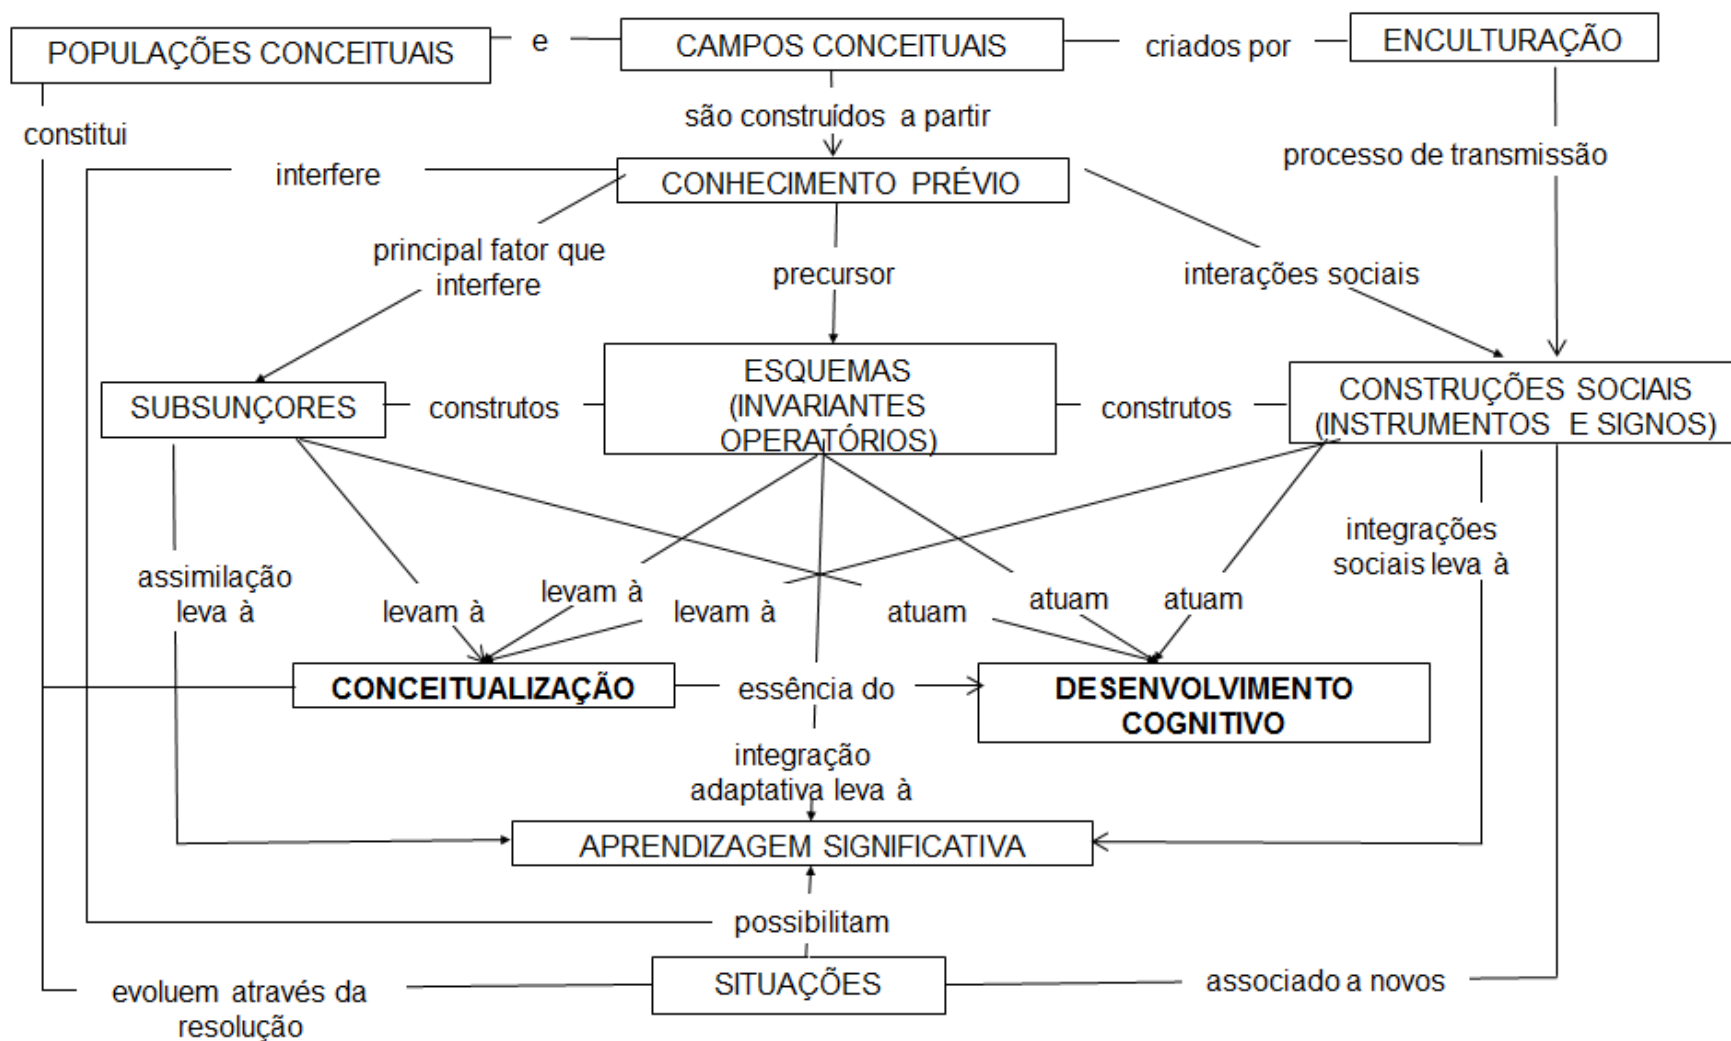 POPULAÇÕES CONCEITUAIS
e
CAMPOS CONCEITUAIS
criados por
ENCULTURAÇÃO
constitui
são construídos a partir
processo de transmissão
interfere
CONHECIMENTO PRÉVIO
principal fator que
interfere
precursor
interações sociais
SUBSUNÇORES
construtos
ESQUEMAS
(INVARIANTES
OPERATÓRIOS)
construtos
CONSTRUÇÕES SOCIAIS
(INSTRUMENTOS E SIGNOS)
assimilação
leva à
levam à
levam à
levam à
atuam
atuam
atuam
integrações
sociais leva à
CONCEITUALIZAÇÃO
essência do
DESENVOLVIMENTO
COGNITIVO
integração
adaptativa leva à
APRENDIZAGEM SIGNIFICATIVA
possibilitam
evoluem através da
resolução
SITUAÇÕES
associado a novos